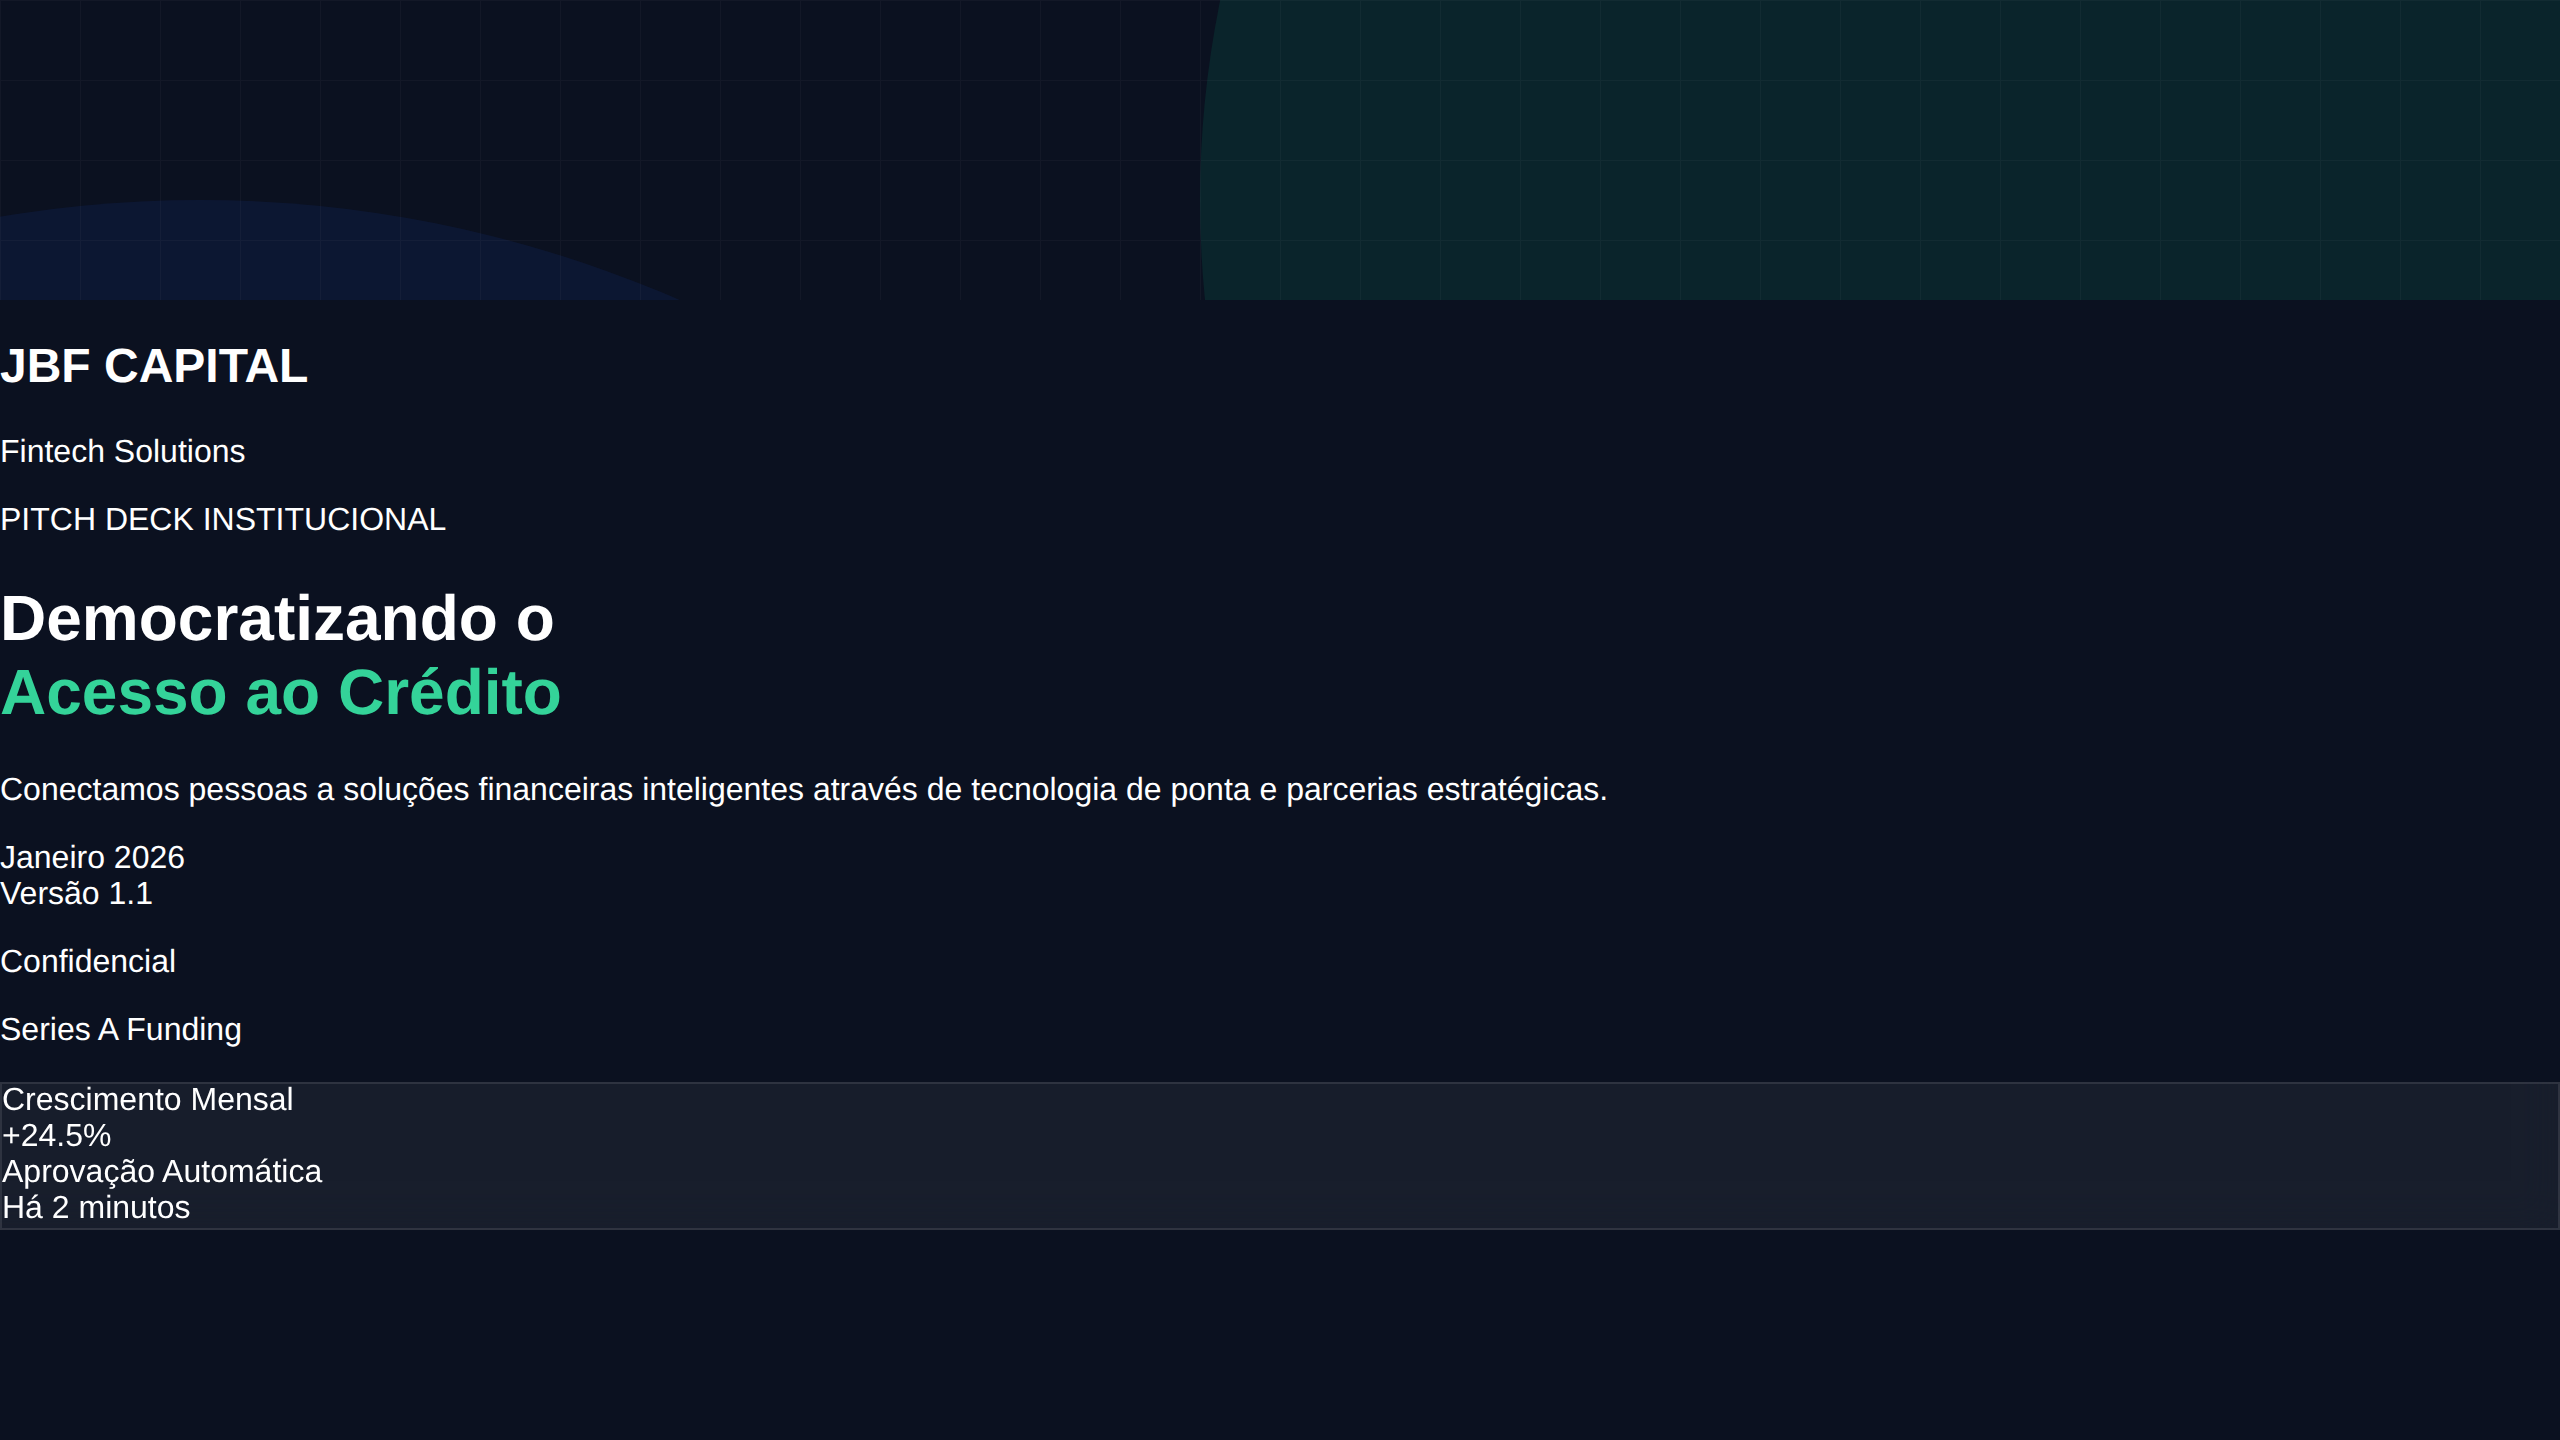 JBF CAPITAL
Fintech Solutions
PITCH DECK INSTITUCIONAL
Democratizando o
Acesso ao Crédito
Conectamos pessoas a soluções financeiras inteligentes através de tecnologia de ponta e parcerias estratégicas.
Janeiro 2026
Versão 1.1
Confidencial
Series A Funding
Crescimento Mensal
+24.5%
Aprovação Automática
Há 2 minutos